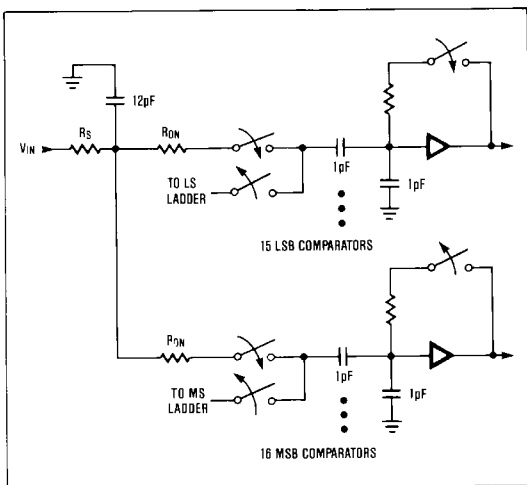 12pF
VIN
RS
RON
TO LS
LADDER
1pF
1pF
15 LSB COMPARATORS
RON
TO MS
LADDER
1pF
1pF
16 MSB COMPARATORS